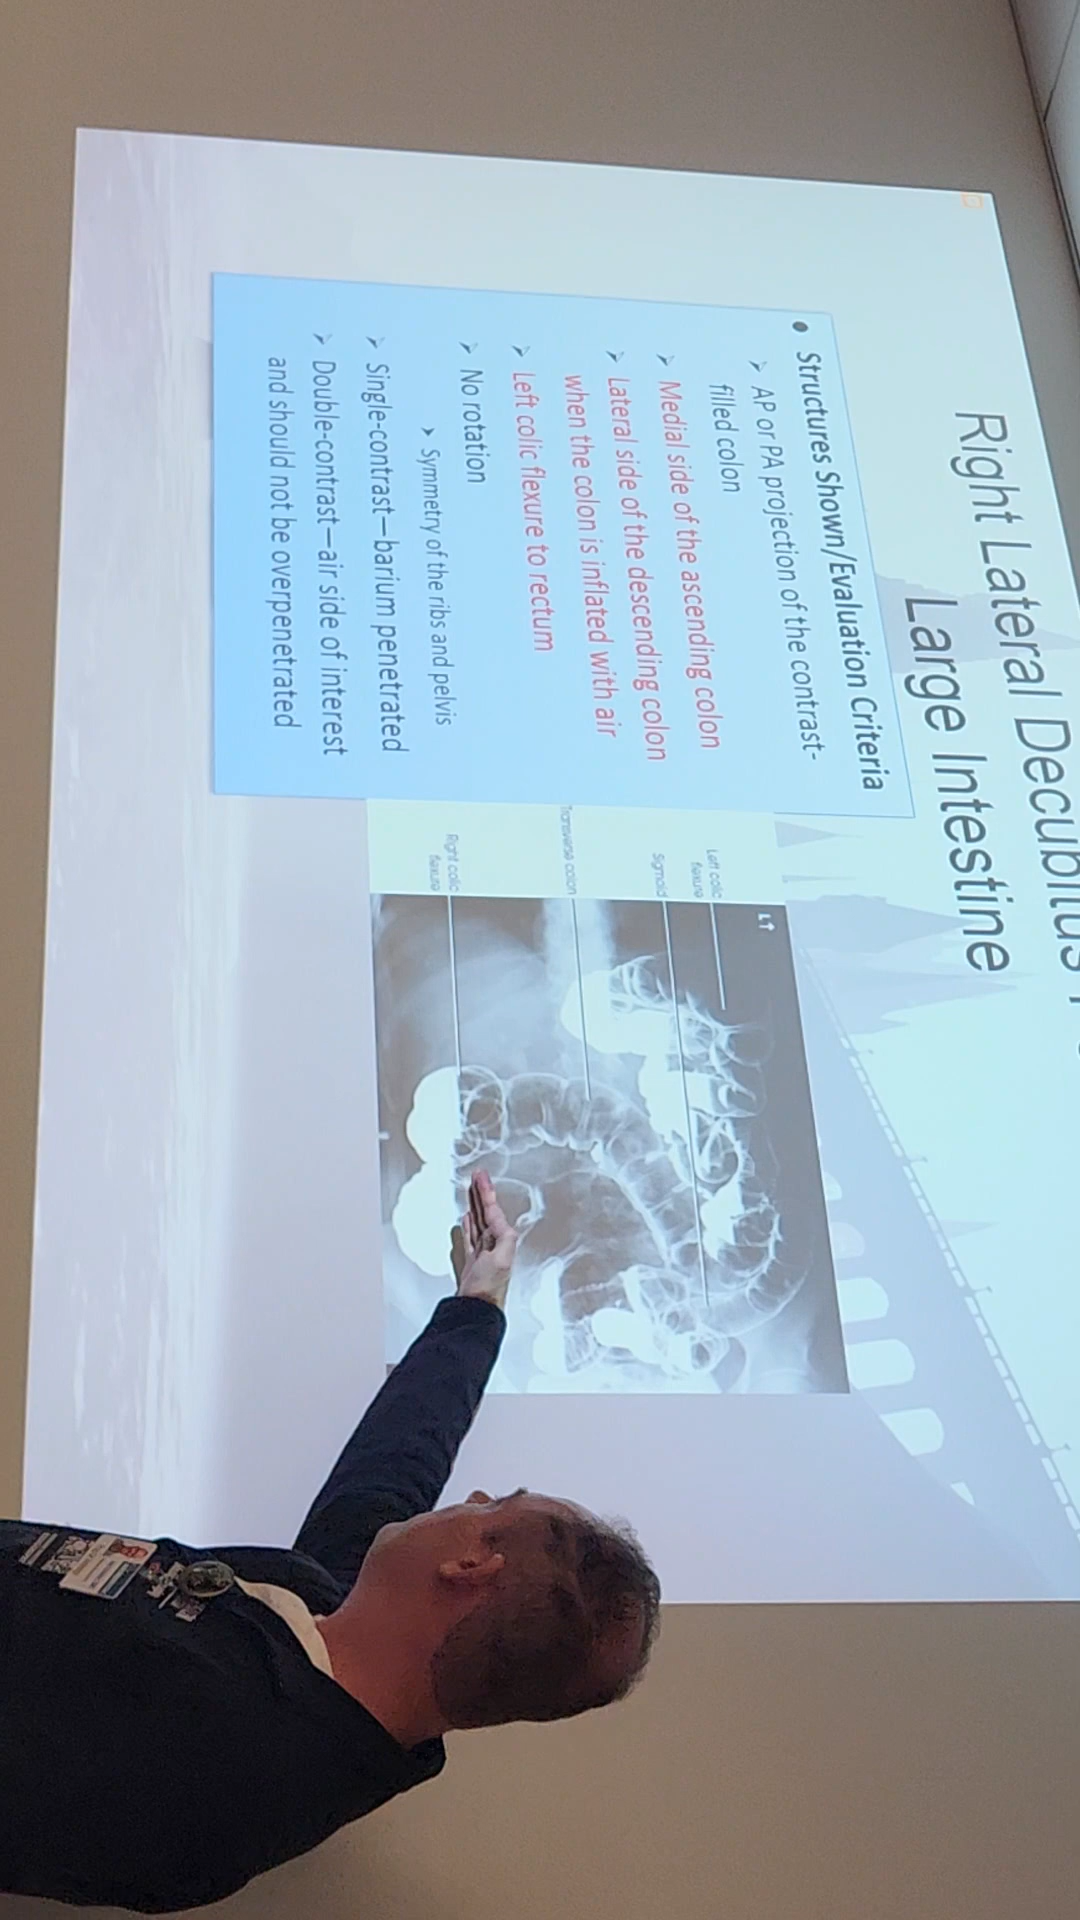 Right Lateral Decubitus
Large Intestine
• Structures Shown/Evaluation Criteria
➢ AP or PA projection of the contrast-
filled colon
➢ Medial side of the ascending colon
➢ Lateral side of the descending colon
when the colon is inflated with air
➢ Left colic flexure to rectum
➢ No rotation
➢ Symmetry of the ribs and pelvis
➢ Single-contrast—barium penetrated
➢ Double-contrast—air side of interest
and should not be overpenetrated
L↑
Left colic
flexure
Sigmoid
Transverse colon
Right colic
flexure